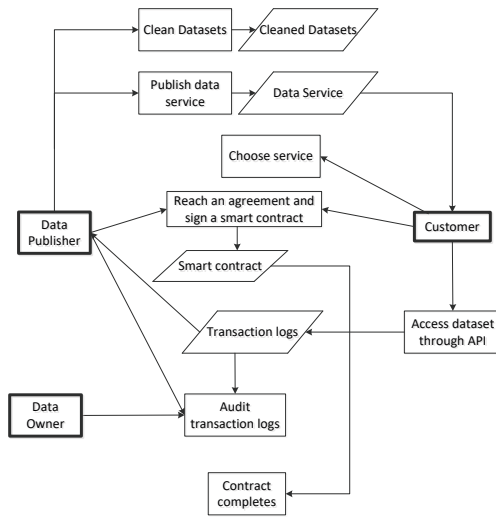 Clean Datasets
Cleaned Datasets
Publish data
service
Data Service
Choose service
Reach an agreement and
sign a smart contract
Data
Publisher
Customer
Smart contract
Transaction logs
Access dataset
through API
Data
Owner
Audit
transaction logs
Contract
completes